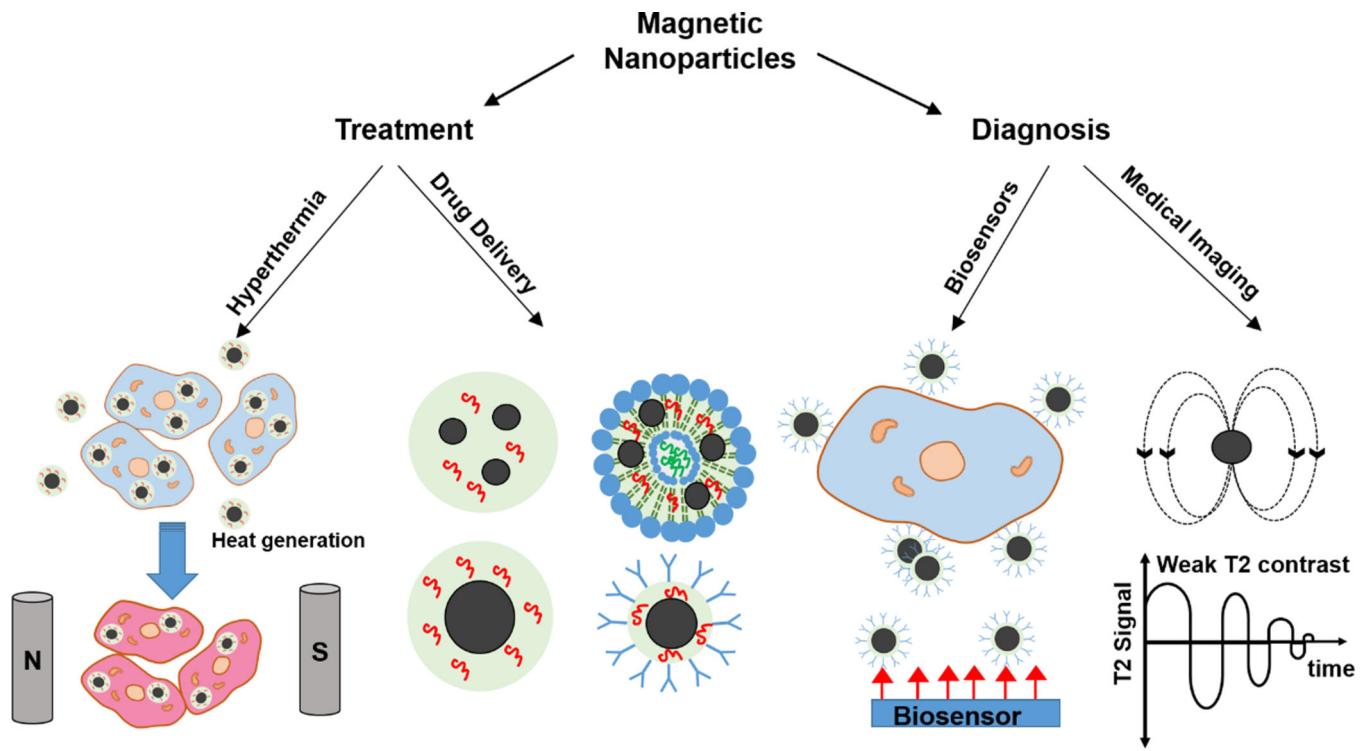 Magnetic
Nanoparticles
Treatment
Diagnosis
Hyperthermia
Drug Delivery
Biosensors
Medical Imaging
Heat generation
N
S
Biosensor
Weak T2 contrast
T2 Signal
time